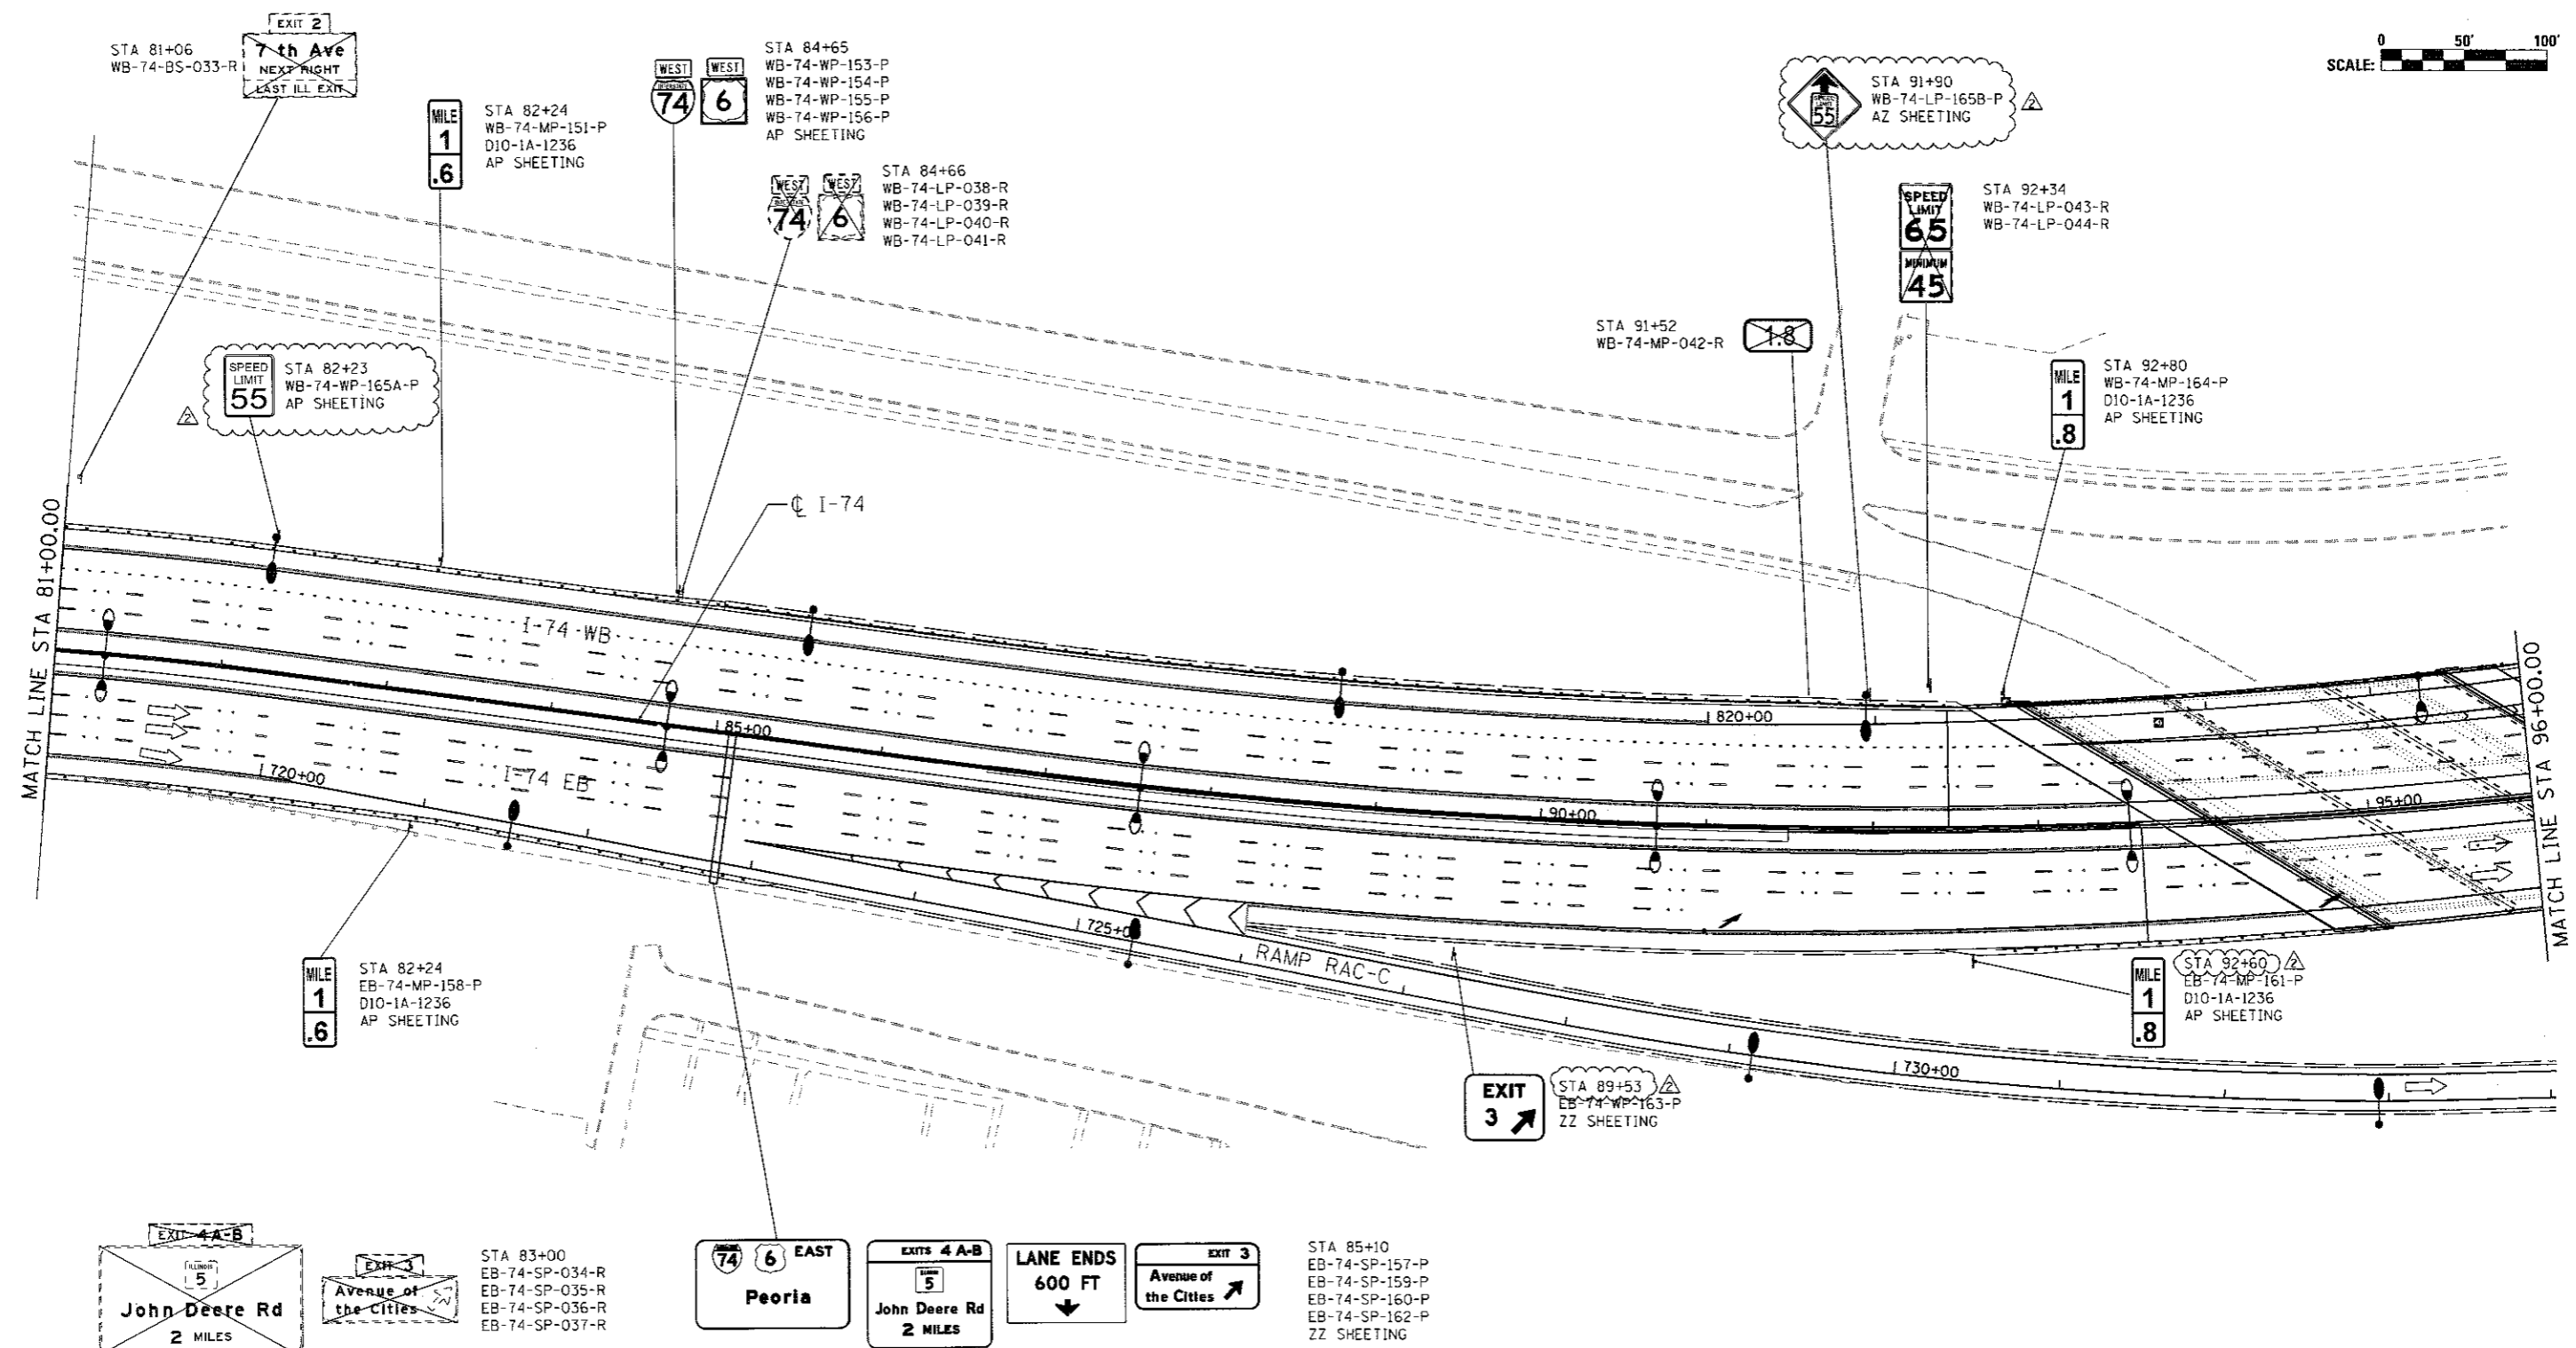 EXIT 2
7 th Ave
NEXT RIGHT
LAST ILL EXIT
STA 81+06
WB-74-BS-033-R
MILE
1
.6
STA 82+24
WB-74-MP-151-P
D10-1A-1236
AP SHEETING
WEST
INTERSTATE
74
WEST
6
STA 84+65
WB-74-WP-153-P
WB-74-WP-154-P
WB-74-WP-155-P
WB-74-WP-156-P
AP SHEETING
WEST
74
WEST
6
STA 84+66
WB-74-LP-038-R
WB-74-LP-039-R
WB-74-LP-040-R
WB-74-LP-041-R
SPEED
LIMIT
55
STA 91+90
WB-74-LP-165B-P
AZ SHEETING
2
SCALE:
0 50' 100'
SPEED
LIMIT
65
MINIMUM
45
STA 92+34
WB-74-LP-043-R
WB-74-LP-044-R
STA 91+52
WB-74-MP-042-R
1.8
MILE
1
.8
STA 92+80
WB-74-MP-164-P
D10-1A-1236
AP SHEETING
SPEED
LIMIT
55
STA 82+23
WB-74-WP-165A-P
AP SHEETING
2
℄ I-74
MATCH LINE STA 81+00.00
I-74 WB
85+00
820+00
90+00
95+00
MATCH LINE STA 96+00.00
720+00
I-74 EB
725+00
RAMP RAC-C
730+00
MILE
1
.6
STA 82+24
EB-74-MP-158-P
D10-1A-1236
AP SHEETING
MILE
1
.8
STA 92+60
2
EB-74-MP-161-P
D10-1A-1236
AP SHEETING
EXIT
3
STA 89+53
2
EB-74-WP-163-P
ZZ SHEETING
EXIT 4A-B
ILLINOIS
5
John Deere Rd
2 MILES
EXIT 3
Avenue of
the Cities
STA 83+00
EB-74-SP-034-R
EB-74-SP-035-R
EB-74-SP-036-R
EB-74-SP-037-R
74 6 EAST
Peoria
EXITS 4 A-B
5
John Deere Rd
2 MILES
LANE ENDS
600 FT
EXIT 3
Avenue of
the Cities
STA 85+10
EB-74-SP-157-P
EB-74-SP-159-P
EB-74-SP-160-P
EB-74-SP-162-P
ZZ SHEETING